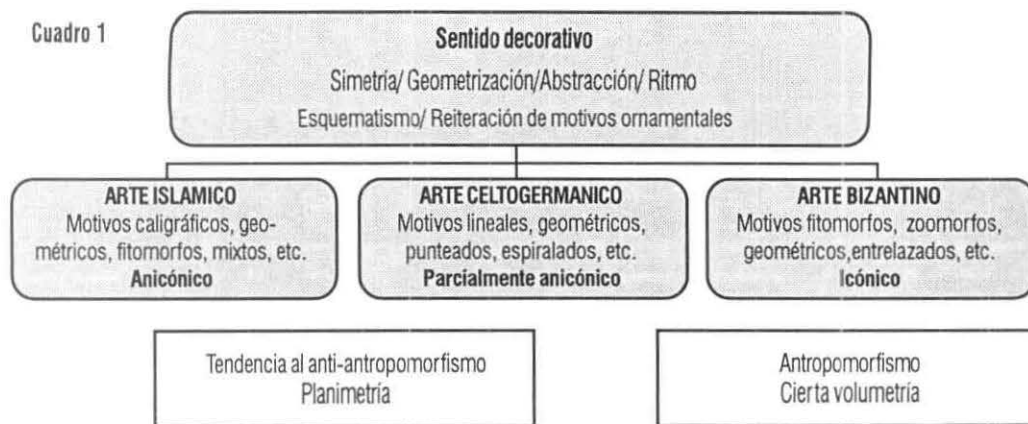 Cuadro 1
Sentido decorativo
Simetría/ Geometrización/Abstracción/ Ritmo
Esquematismo/ Reiteración de motivos ornamentales
ARTE ISLAMICO
Motivos caligráficos, geo-
métricos, fitomorfos, mixtos, etc.
Anicónico
ARTE CELTOGERMANICO
Motivos lineales, geométricos,
punteados, espiralados, etc.
Parcialmente anicónico
ARTE BIZANTINO
Motivos fitomorfos, zoomorfos,
geométricos,entrelazados, etc.
Icónico
Tendencia al anti-antropomorfismo
Planimetría
Antropomorfismo
Cierta volumetría